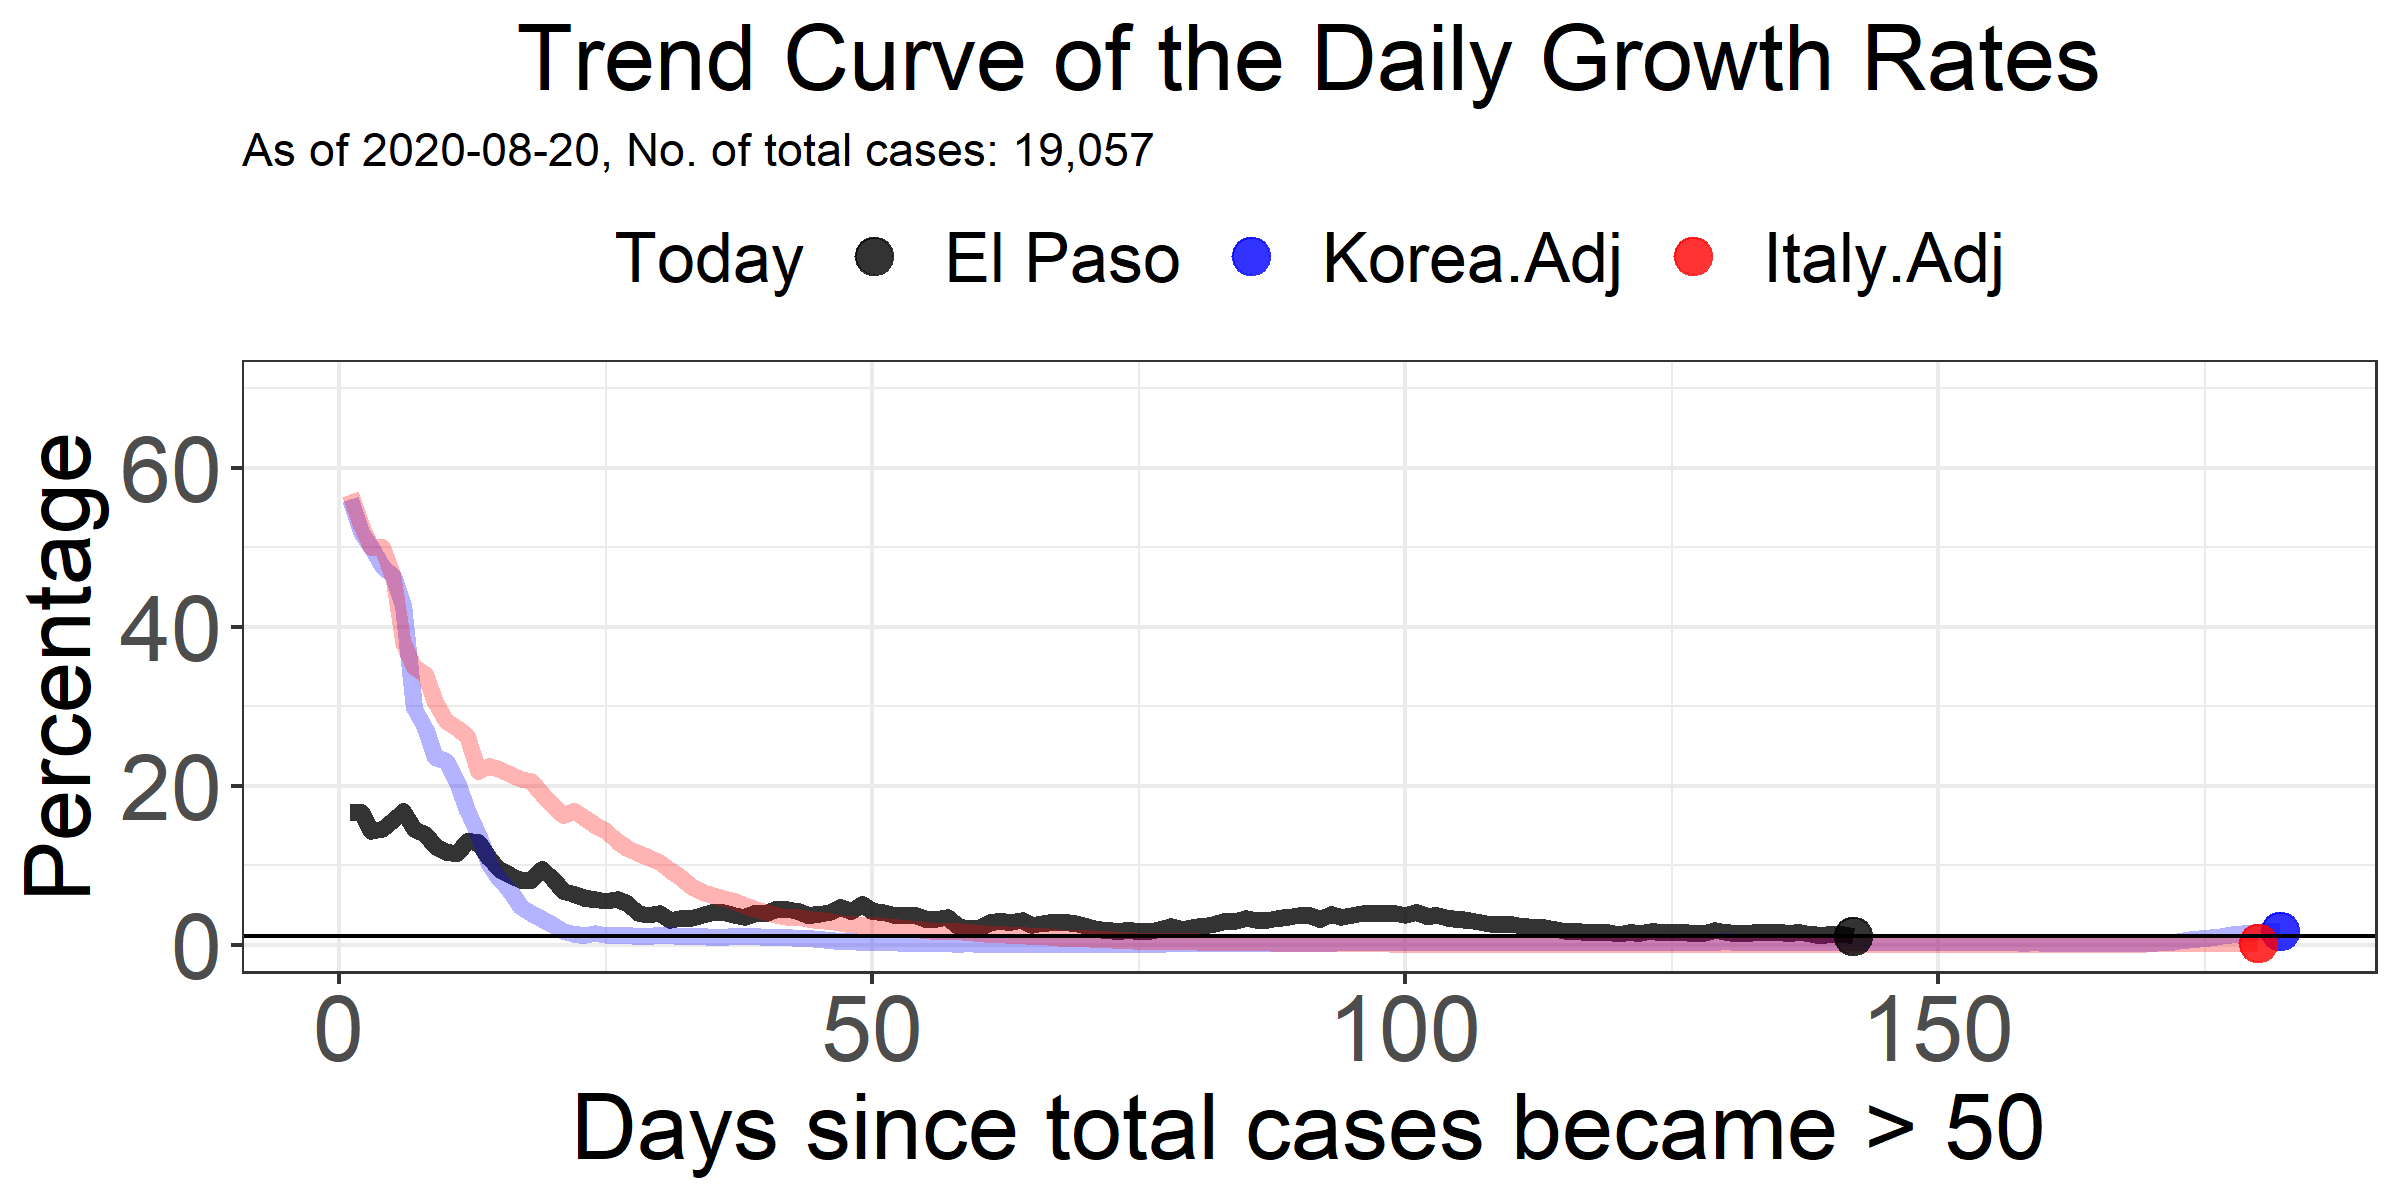 Trend Curve of the Daily Growth Rates
As of 2020-08-20, No. of total cases: 19,057
Today El Paso Korea.Adj Italy.Adj
Percentage
60
40
20
0
0 50 100 150
Days since total cases became > 50